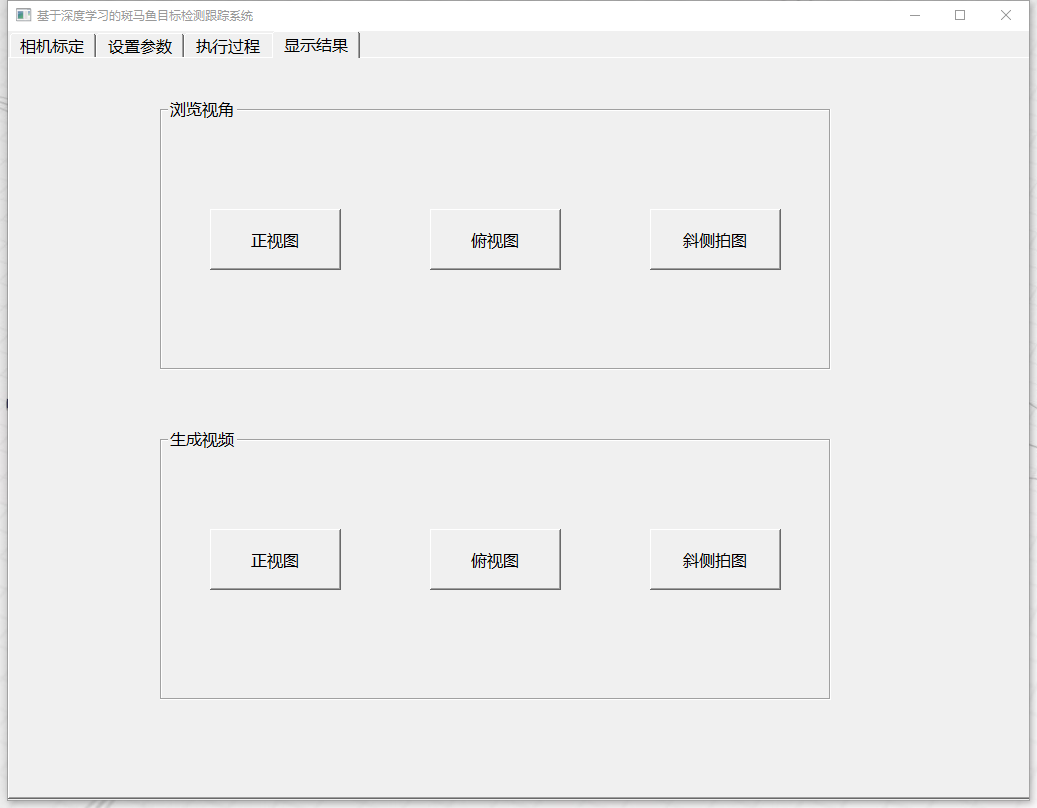 基于深度学习的斑马鱼目标检测跟踪系统
相机标定 设置参数 执行过程 显示结果
浏览视角
正视图 俯视图 斜侧拍图
生成视频
正视图 俯视图 斜侧拍图